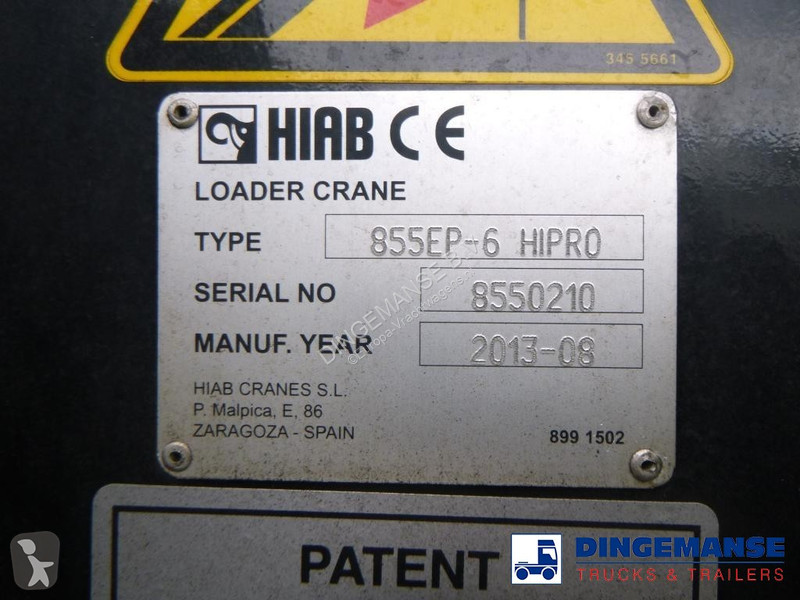 345 5661
HIAB CE
LOADER CRANE
TYPE 855EP-6 HIPRO
SERIAL NO 8550210
MANUF. YEAR 2013-08
HIAB CRANES S.L.
P. Malpica, E, 86
ZARAGOZA - SPAIN
899 1502
DINGEMANSE B.V.
PATENT
DINGEMANSE
TRUCKS & TRAILERS